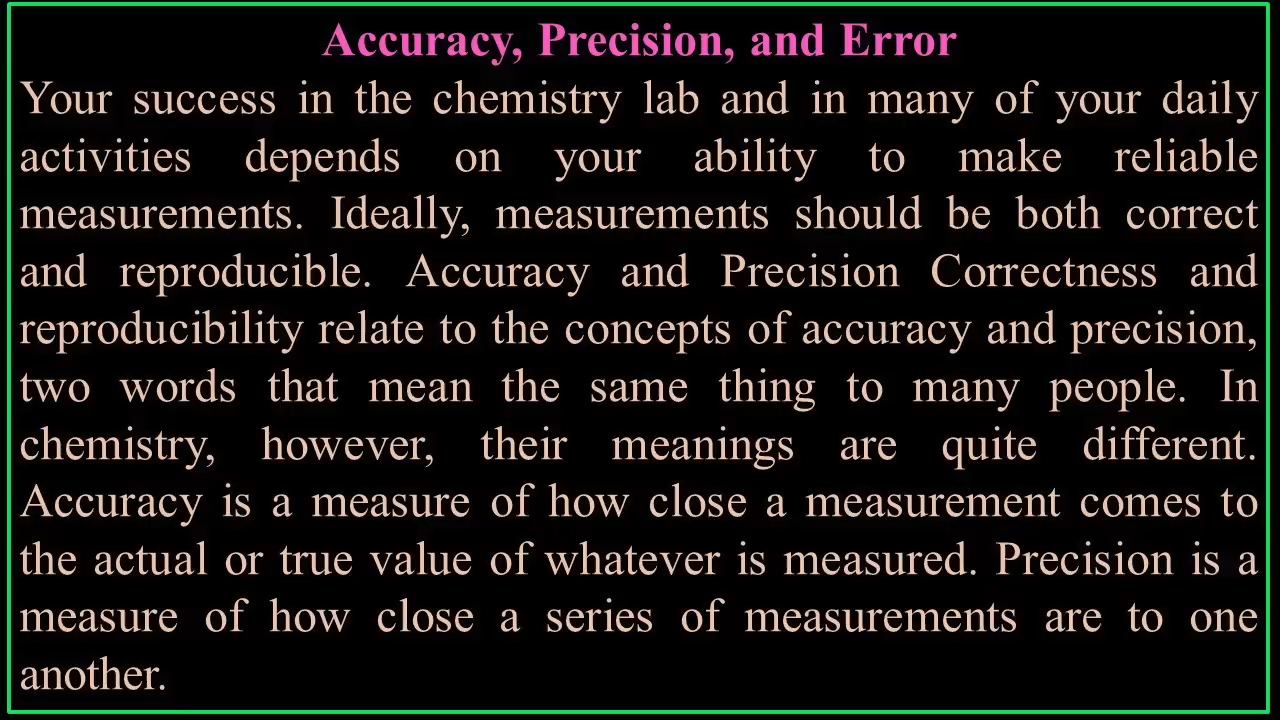 Accuracy, Precision, and Error
Your success in the chemistry lab and in many of your daily
activities depends on your ability to make reliable
measurements. Ideally, measurements should be both correct
and reproducible. Accuracy and Precision Correctness and
reproducibility relate to the concepts of accuracy and precision,
two words that mean the same thing to many people. In
chemistry, however, their meanings are quite different.
Accuracy is a measure of how close a measurement comes to
the actual or true value of whatever is measured. Precision is a
measure of how close a series of measurements are to one
another.